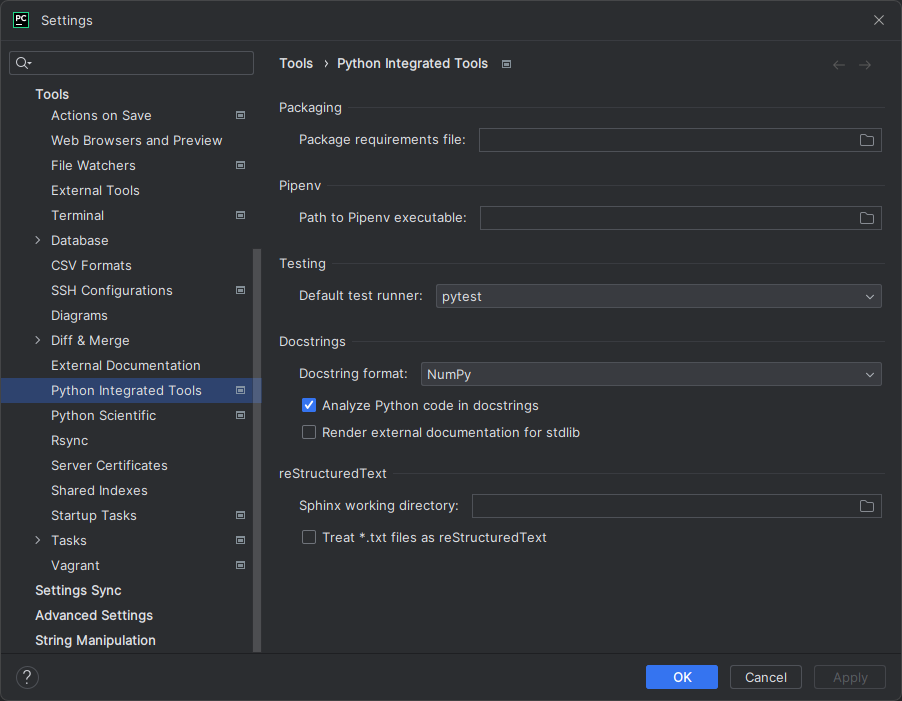 PC Settings
Tools
Actions on Save
Web Browsers and Preview
File Watchers
External Tools
Terminal
Database
CSV Formats
SSH Configurations
Diagrams
Diff & Merge
External Documentation
Python Integrated Tools
Python Scientific
Rsync
Server Certificates
Shared Indexes
Startup Tasks
Tasks
Vagrant
Settings Sync
Advanced Settings
String Manipulation
Tools › Python Integrated Tools
Packaging
Package requirements file:
Pipenv
Path to Pipenv executable:
Testing
Default test runner: pytest
Docstrings
Docstring format: NumPy
Analyze Python code in docstrings
Render external documentation for stdlib
reStructuredText
Sphinx working directory:
Treat *.txt files as reStructuredText
? OK Cancel Apply